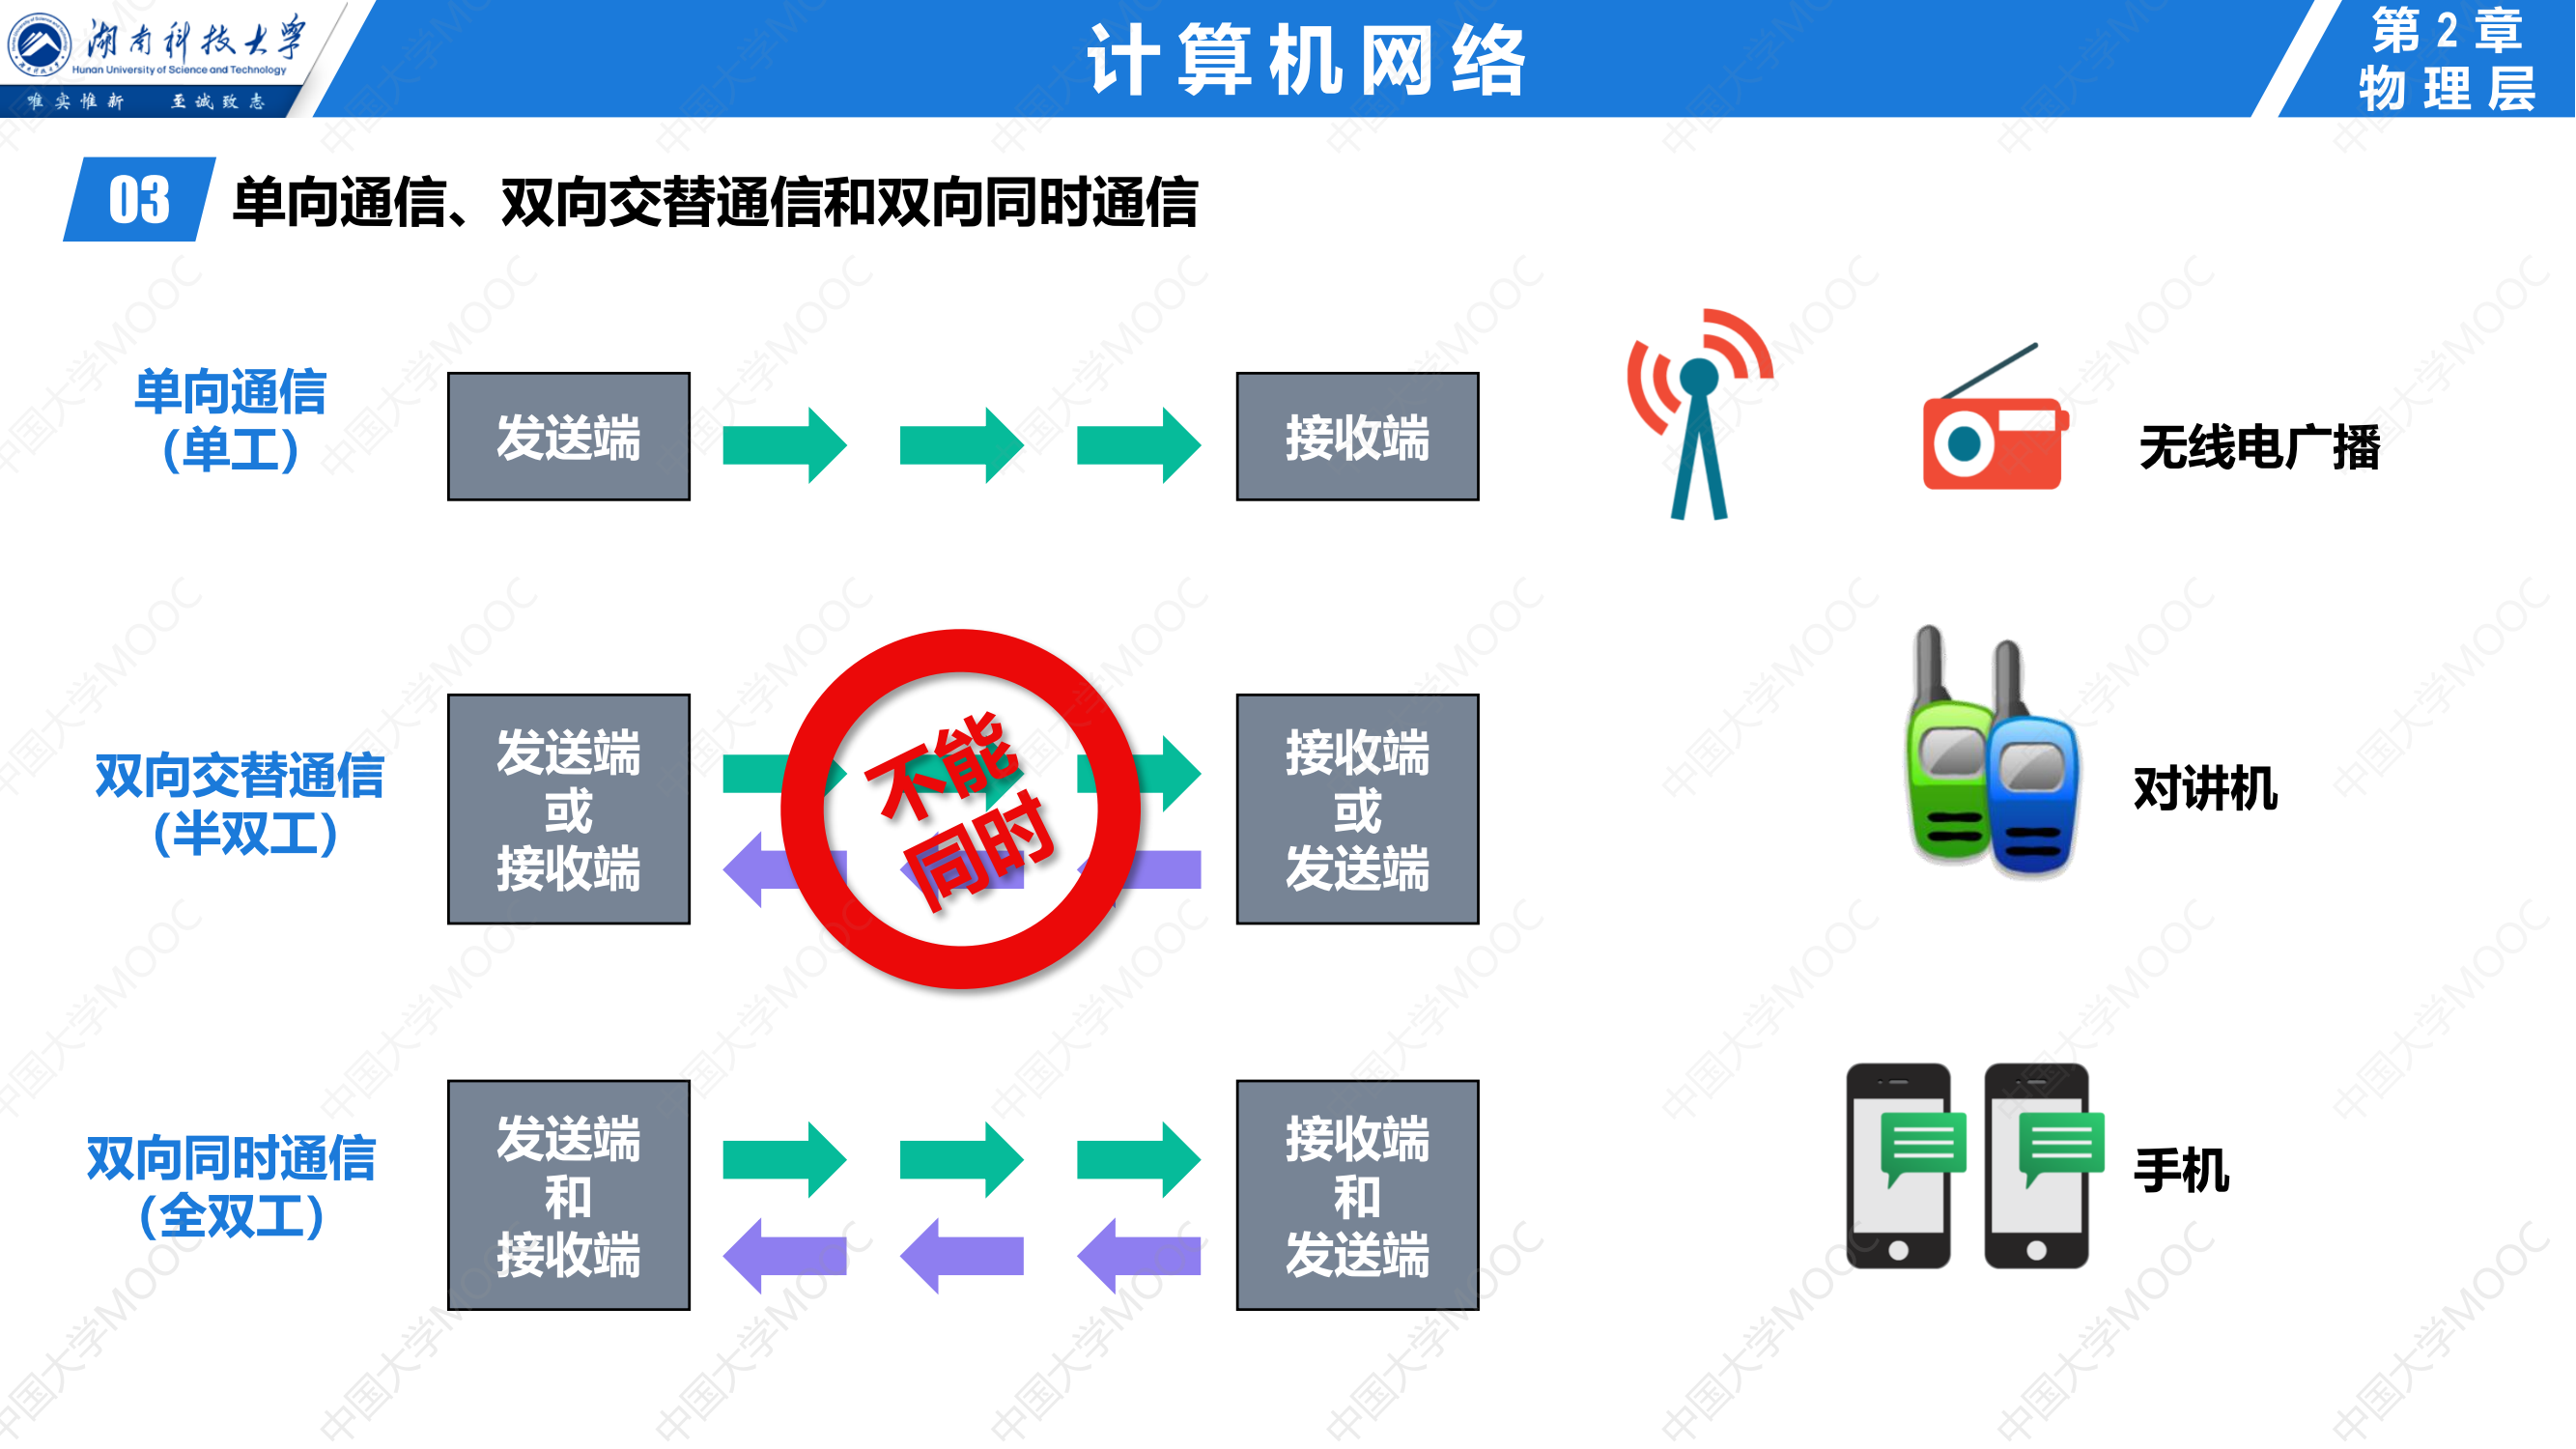 湖南科技大学
Hunan University of Science and Technology
唯实惟新 至诚致志
计算机网络
第2章
物理层
03 单向通信、双向交替通信和双向同时通信
单向通信
(单工)
发送端
接收端
无线电广播
双向交替通信
(半双工)
发送端
或
接收端
不能
同时
接收端
或
发送端
对讲机
双向同时通信
(全双工)
发送端
和
接收端
接收端
和
发送端
手机
中国大学MOOC